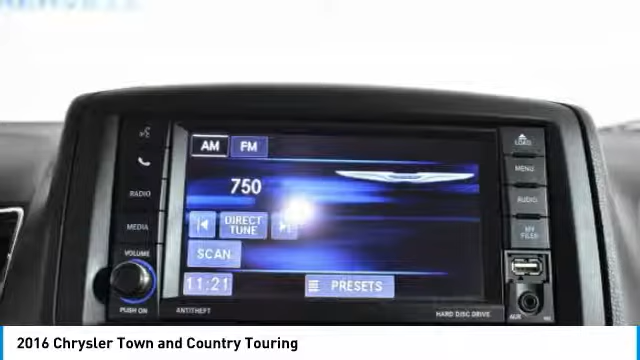 AM FM
LOAD
MENU
750
RADIO
AUDIO
DIRECT TUNE
MEDIA
MY FILES
SCAN
VOLUME
11:21
PRESETS
PUSH ON
ANTITHEFT
HARD DISC DRIVE
AUX
2016 Chrysler Town and Country Touring